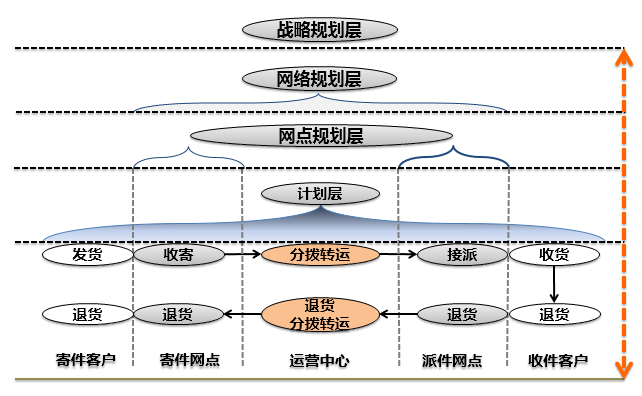 战略规划层
网络规划层
网点规划层
计划层
发货
收寄
分拨转运
接派
收货
退货
退货
退货
分拨转运
退货
退货
寄件客户
寄件网点
运营中心
派件网点
收件客户